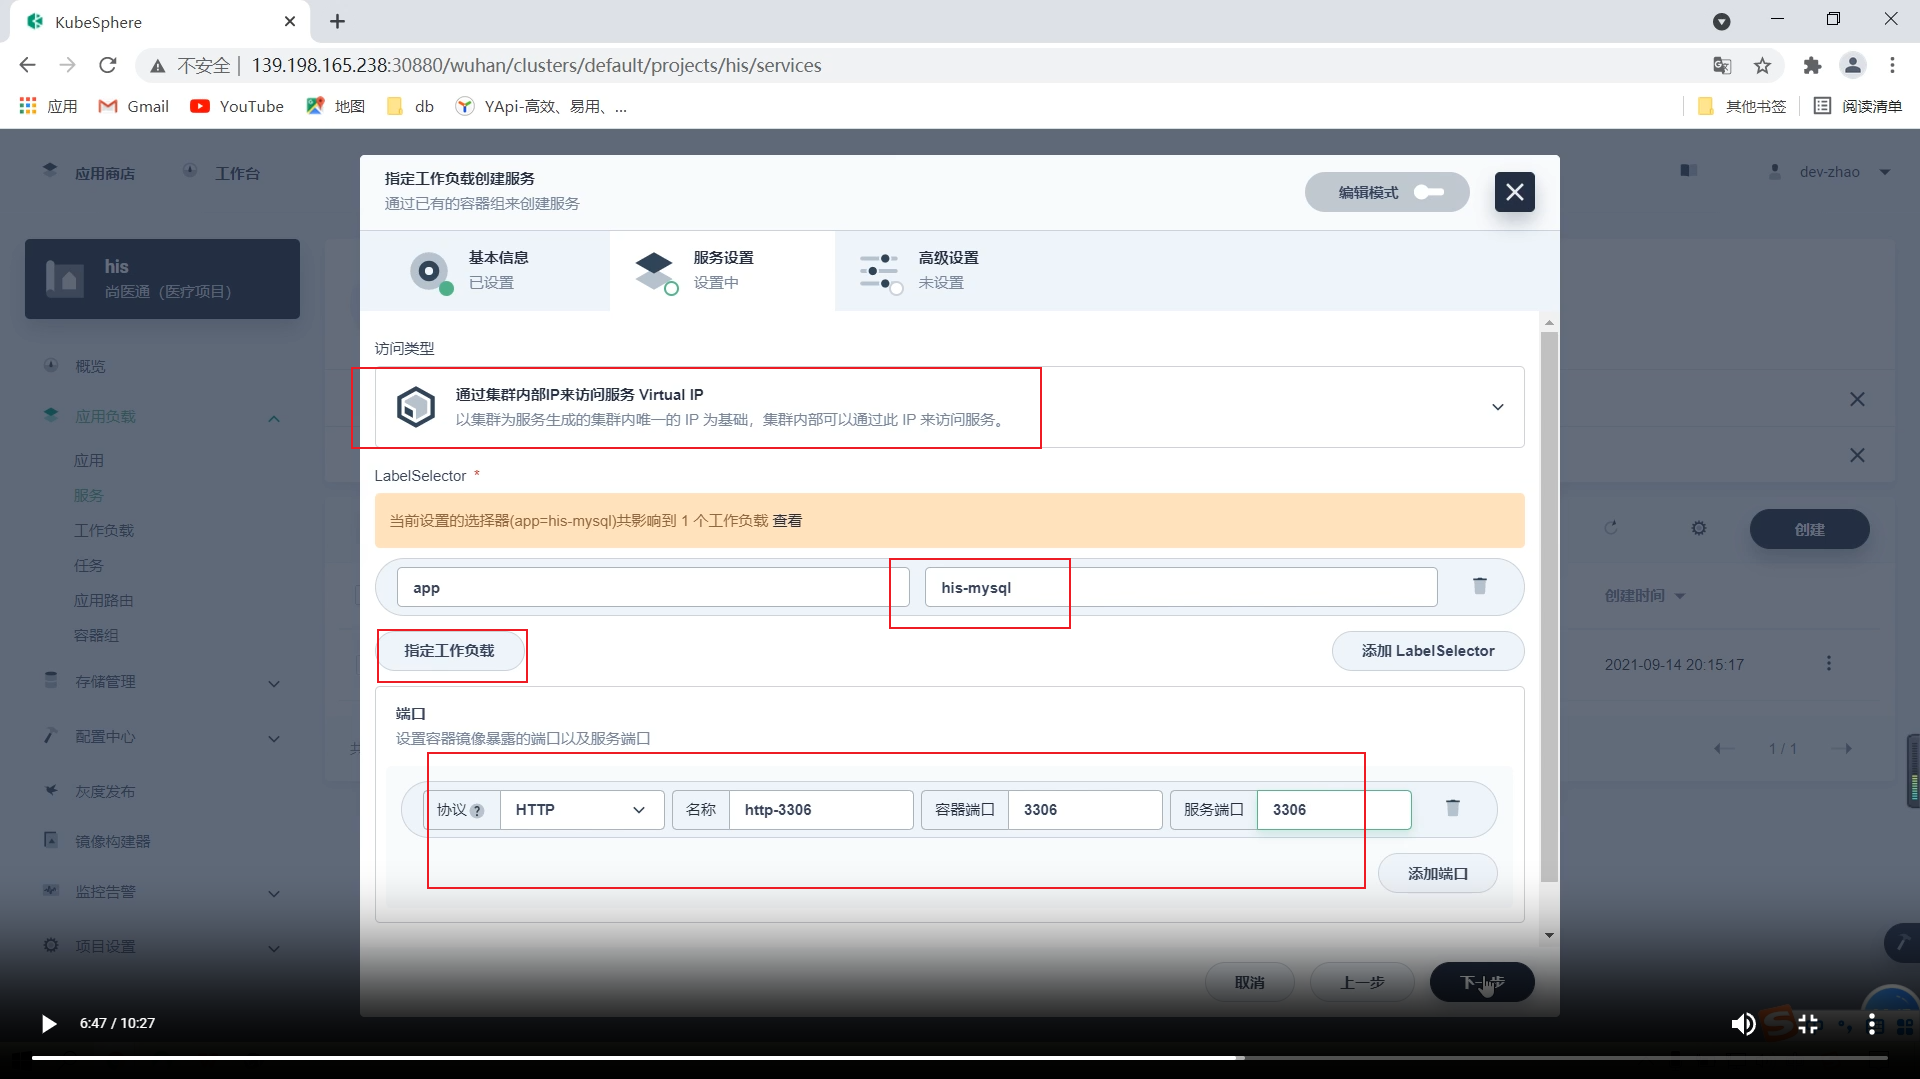 KubeSphere
不安全 | 139.198.165.238:30880/wuhan/clusters/default/projects/his/services
应用 Gmail YouTube 地图 db YApi-高效、易用、... 其他书签 阅读清单
应用商店 工作台 dev-zhao
指定工作负载创建服务
通过已有的容器组来创建服务
编辑模式
his
尚医通（医疗项目）
基本信息
已设置
服务设置
设置中
高级设置
未设置
概览
应用负载
应用
服务
工作负载
任务
应用路由
容器组
存储管理
配置中心
灰度发布
镜像构建器
监控告警
项目设置
访问类型
通过集群内部IP来访问服务 Virtual IP
以集群为服务生成的集群内唯一的 IP 为基础，集群内部可以通过此 IP 来访问服务。
LabelSelector *
当前设置的选择器(app=his-mysql)共影响到 1 个工作负载 查看
app his-mysql
指定工作负载 添加 LabelSelector
端口
设置容器镜像暴露的端口以及服务端口
协议 ? HTTP 名称 http-3306 容器端口 3306 服务端口 3306
添加端口
取消 上一步 下一步
创建
创建时间
2021-09-14 20:15:17
共
1 / 1
6:47 / 10:27